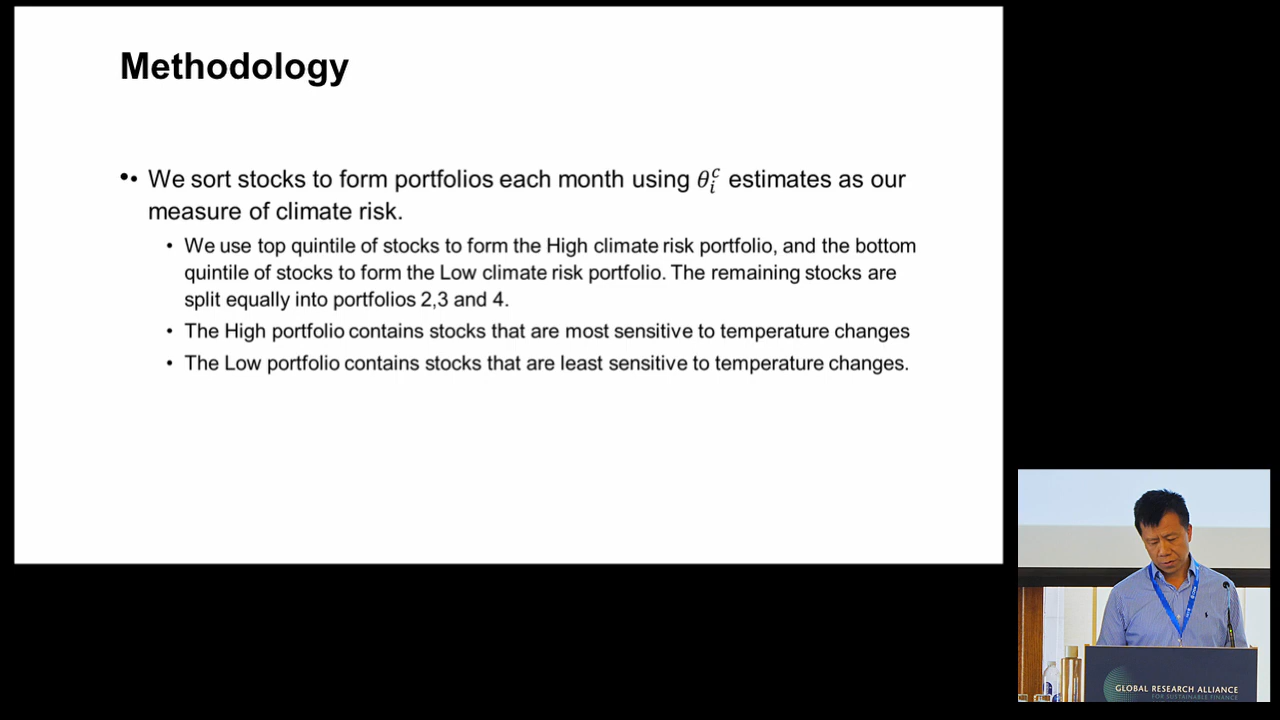 Methodology
•• We sort stocks to form portfolios each month using θᵢᶜ estimates as our
measure of climate risk.
• We use top quintile of stocks to form the High climate risk portfolio, and the bottom
quintile of stocks to form the Low climate risk portfolio. The remaining stocks are
split equally into portfolios 2,3 and 4.
• The High portfolio contains stocks that are most sensitive to temperature changes
• The Low portfolio contains stocks that are least sensitive to temperature changes.
GLOBAL RESEARCH ALLIANCE
FOR SUSTAINABLE FINANCE